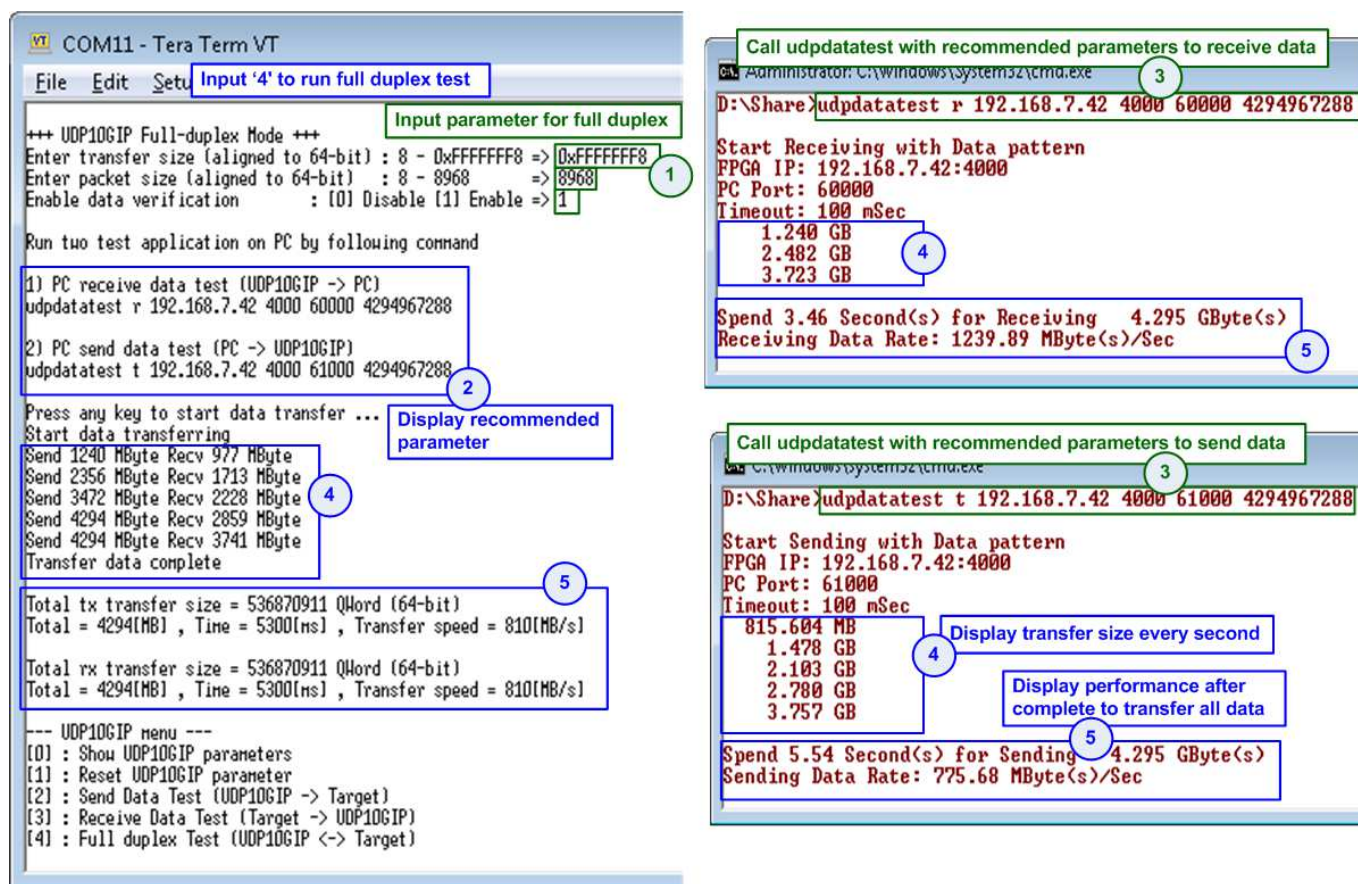 COM11 - Tera Term VT
File Edit Setu
Input ‘4' to run full duplex test
+++ UDP10GIP Full-duplex Mode +++
Input parameter for full duplex
Enter transfer size (aligned to 64-bit) : 8 - 0xFFFFFFF8 => 0xFFFFFFF8
Enter packet size (aligned to 64-bit) : 8 - 8968 => 8968
1
Enable data verification : [0] Disable [1] Enable => 1
Run two test application on PC by following command
1) PC receive data test (UDP10GIP -> PC)
udpdatatest r 192.168.7.42 4000 60000 4294967288
2) PC send data test (PC -> UDP10GIP)
udpdatatest t 192.168.7.42 4000 61000 4294967288
2
Press any key to start data transfer ...
Display recommended
parameter
Start data transferring
Send 1240 MByte Recv 977 MByte
Send 2356 MByte Recv 1713 MByte
Send 3472 MByte Recv 2228 MByte
4
Send 4294 MByte Recv 2859 MByte
Send 4294 MByte Recv 3741 MByte
Transfer data complete
5
Total tx transfer size = 536870911 QWord (64-bit)
Total = 4294[MB] , Time = 5300[ms] , Transfer speed = 810[MB/s]
Total rx transfer size = 536870911 QWord (64-bit)
Total = 4294[MB] , Time = 5300[ms] , Transfer speed = 810[MB/s]
--- UDP10GIP menu ---
[0] : Show UDP10GIP parameters
[1] : Reset UDP10GIP parameter
[2] : Send Data Test (UDP10GIP -> Target)
[3] : Receive Data Test (Target -> UDP10GIP)
[4] : Full duplex Test (UDP10GIP <-> Target)
Call udpdatatest with recommended parameters to receive data
3
Administrator: C:\Windows\System32\cmd.exe
D:\Share>udpdatatest r 192.168.7.42 4000 60000 4294967288
Start Receiving with Data pattern
FPGA IP: 192.168.7.42:4000
PC Port: 60000
Timeout: 100 mSec
1.240 GB
2.482 GB
4
3.723 GB
Spend 3.46 Second(s) for Receiving 4.295 GByte(s)
Receiving Data Rate: 1239.89 MByte(s)/Sec
5
Call udpdatatest with recommended parameters to send data
3
C:\windows\system32\cmd.exe
D:\Share>udpdatatest t 192.168.7.42 4000 61000 4294967288
Start Sending with Data pattern
FPGA IP: 192.168.7.42:4000
PC Port: 61000
Timeout: 100 mSec
815.604 MB
1.478 GB
2.103 GB
2.780 GB
3.757 GB
4
Display transfer size every second
Display performance after
complete to transfer all data
5
Spend 5.54 Second(s) for Sending 4.295 GByte(s)
Sending Data Rate: 775.68 MByte(s)/Sec